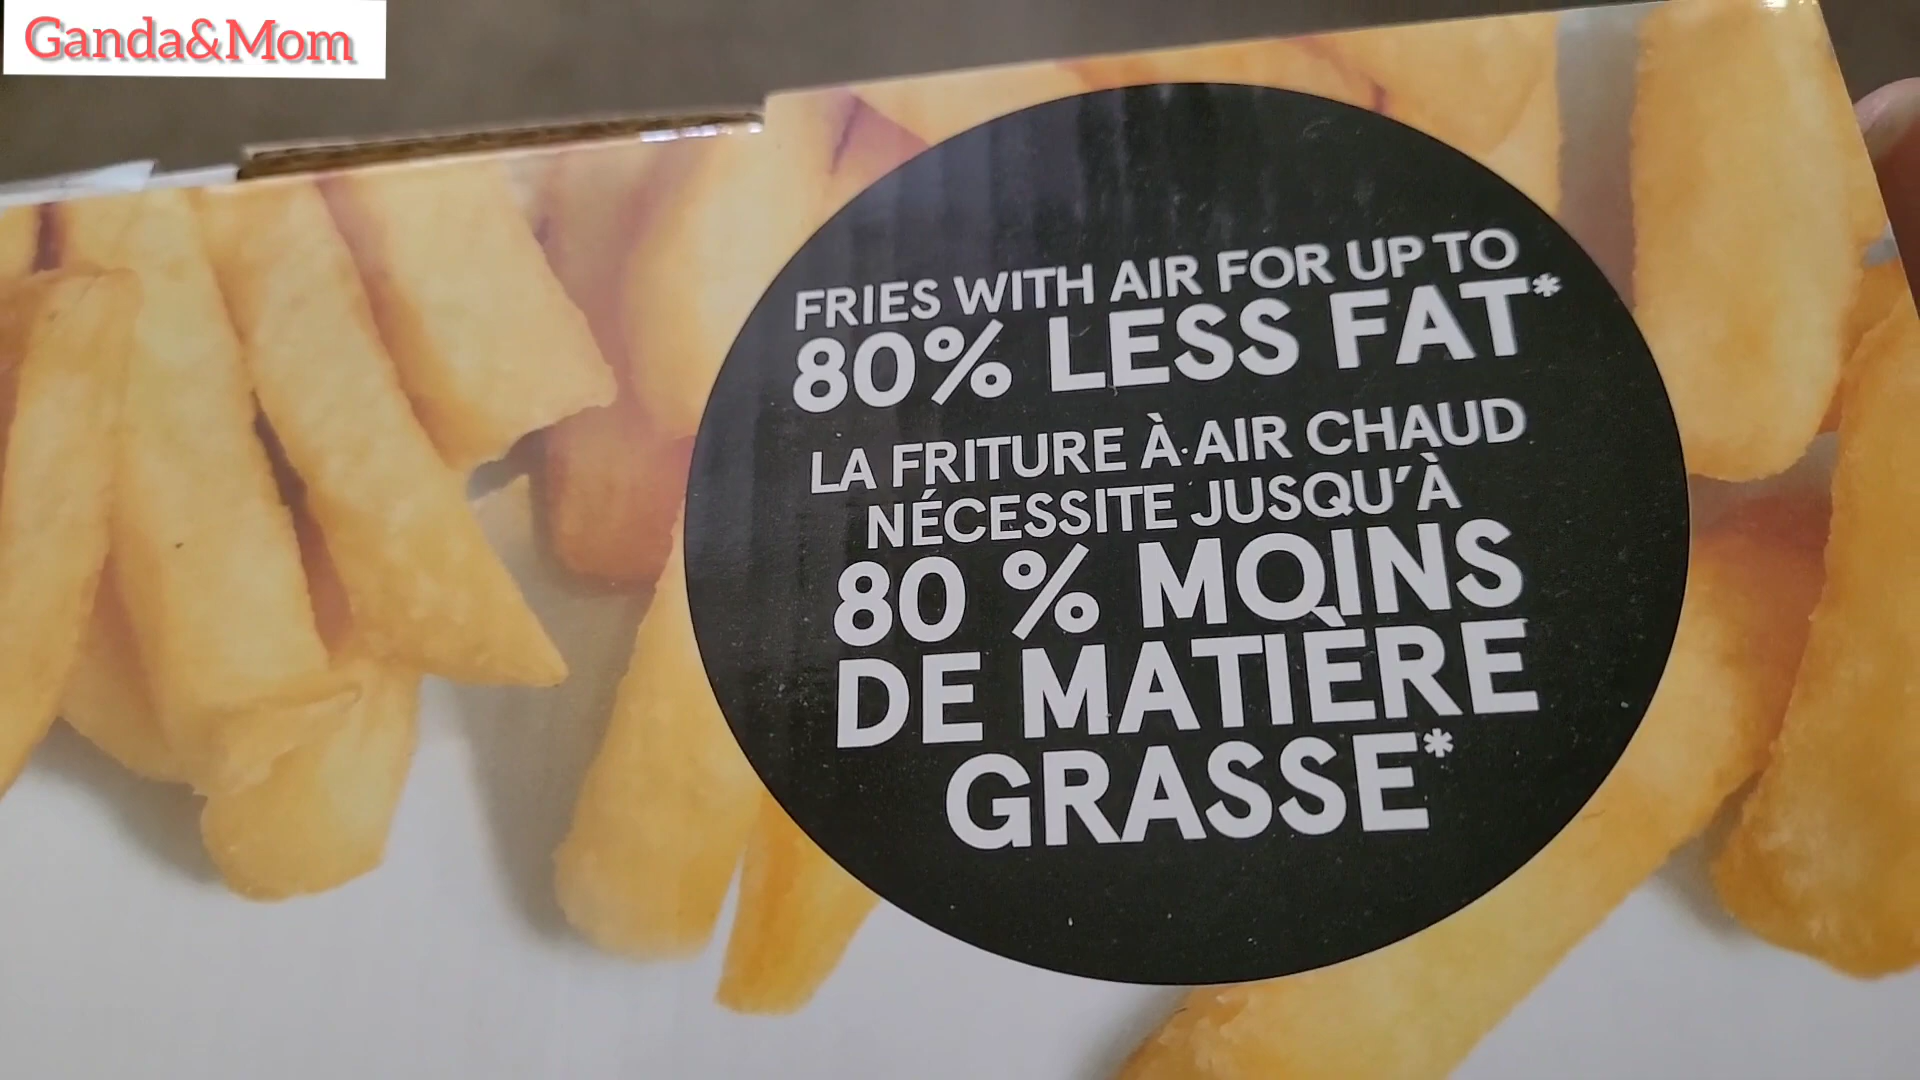 Ganda&Mom
FRIES WITH AIR FOR UP TO
80% LESS FAT*
LA FRITURE À AIR CHAUD
NÉCESSITE JUSQU'À
80 % MOINS
DE MATIÈRE
GRASSE*